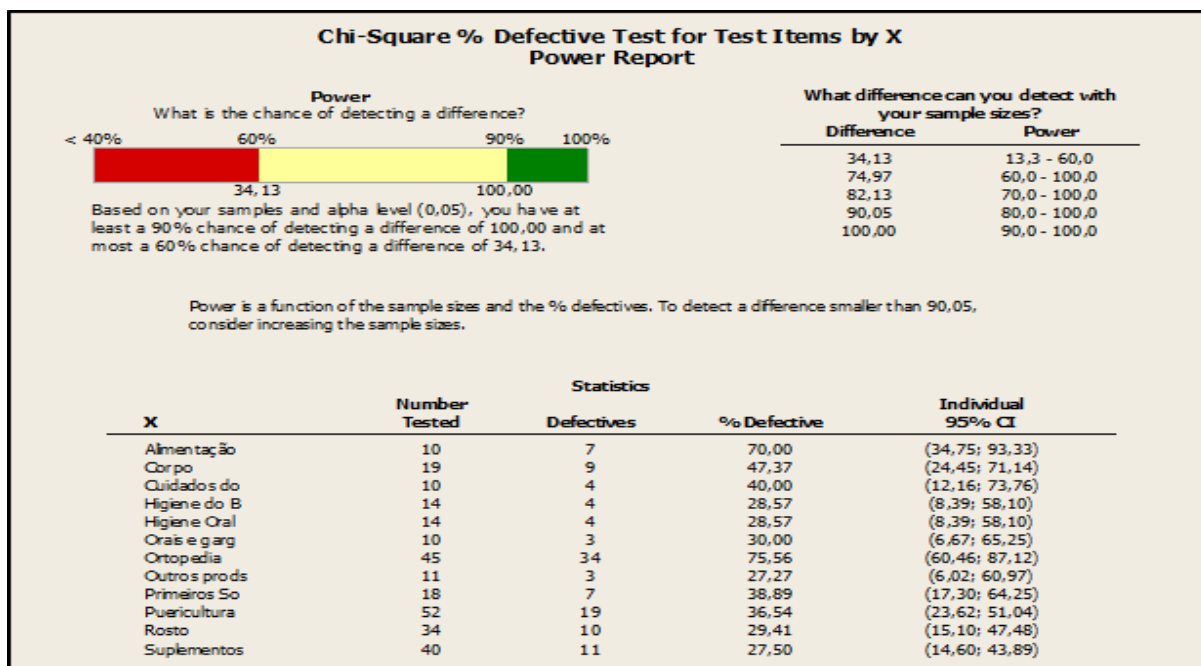 Chi-Square % Defective Test for Test Items by X
Power Report
Power
What is the chance of detecting a difference?
< 40% 60% 90% 100%
34,13 100,00
Based on your samples and alpha level (0,05), you have at
least a 90% chance of detecting a difference of 100,00 and at
most a 60% chance of detecting a difference of 34,13.
What difference can you detect with
your sample sizes?
Difference Power
34,13 13,3 - 60,0
74,97 60,0 - 100,0
82,13 70,0 - 100,0
90,05 80,0 - 100,0
100,00 90,0 - 100,0
Power is a function of the sample sizes and the % defectives. To detect a difference smaller than 90,05,
consider increasing the sample sizes.
Statistics
Number Individual
X Tested Defectives % Defective 95% CI
Alimentação 10 7 70,00 (34,75; 93,33)
Corpo 19 9 47,37 (24,45; 71,14)
Cuidados do 10 4 40,00 (12,16; 73,76)
Higiene do B 14 4 28,57 (8,39; 58,10)
Higiene Oral 14 4 28,57 (8,39; 58,10)
Orais e garg 10 3 30,00 (6,67; 65,25)
Ortopedia 45 34 75,56 (60,46; 87,12)
Outros prods 11 3 27,27 (6,02; 60,97)
Primeiros So 18 7 38,89 (17,30; 64,25)
Puericultura 52 19 36,54 (23,62; 51,04)
Rosto 34 10 29,41 (15,10; 47,48)
Suplementos 40 11 27,50 (14,60; 43,89)